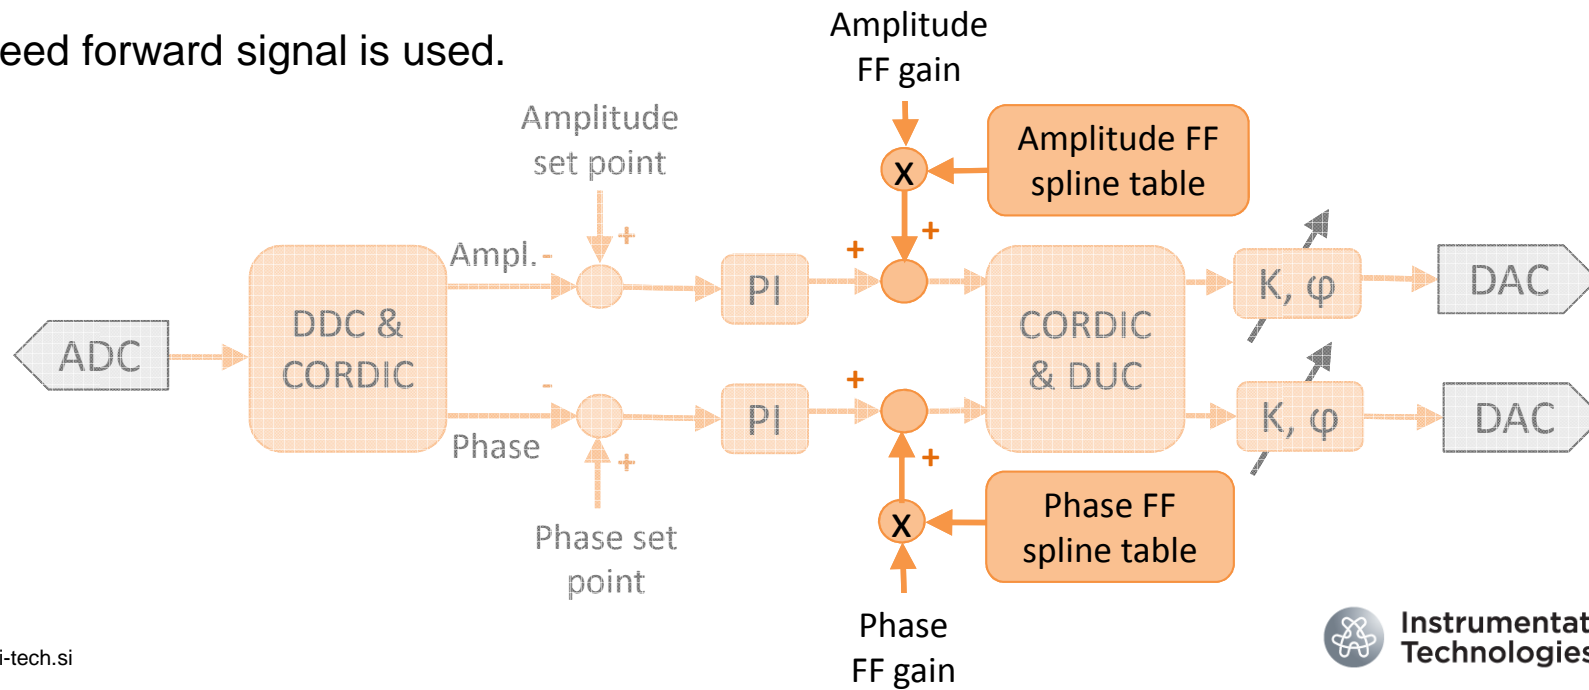 eed forward signal is used.
Amplitude
FF gain
Amplitude
set point
x
Amplitude FF
spline table
+
+
+
Ampl.
-
DDC &
CORDIC
PI
CORDIC
& DUC
K, φ
DAC
ADC
-
+
PI
K, φ
DAC
Phase
+
+
x
Phase FF
spline table
Phase set
point
Phase
FF gain
i-tech.si
Instrumentat
Technologies